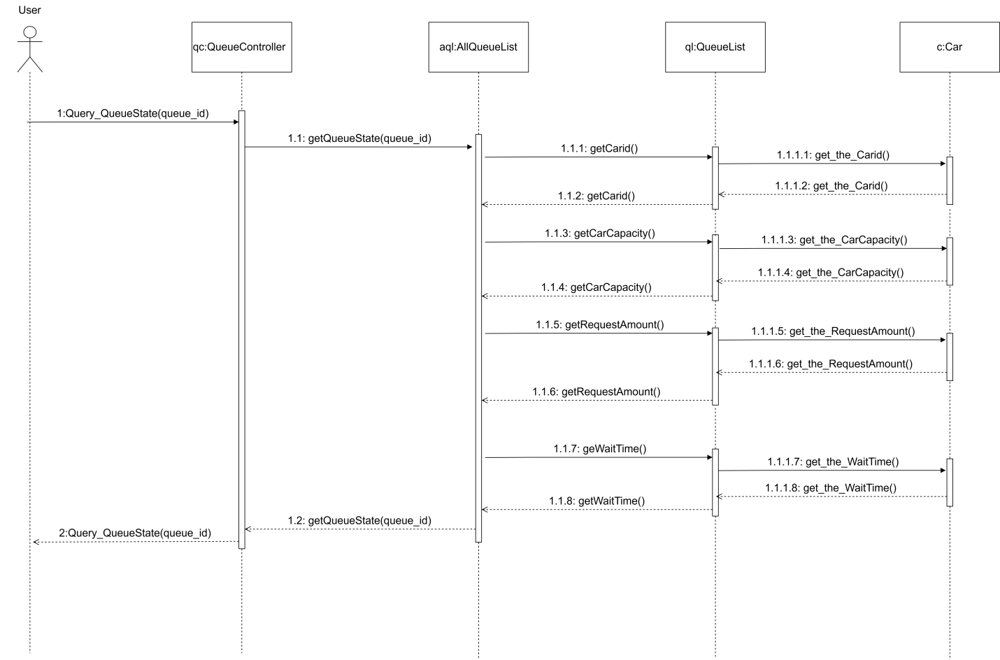 User
qc:QueueController
aql:AllQueueList
ql:QueueList
c:Car
1:Query_QueueState(queue_id)
1.1: getQueueState(queue_id)
1.1.1: getCarid()
1.1.1.1: get_the_Carid()
1.1.1.2: get_the_Carid()
1.1.2: getCarid()
1.1.3: getCarCapacity()
1.1.1.3: get_the_CarCapacity()
1.1.1.4: get_the_CarCapacity()
1.1.4: getCarCapacity()
1.1.5: getRequestAmount()
1.1.1.5: get_the_RequestAmount()
1.1.1.6: get_the_RequestAmount()
1.1.6: getRequestAmount()
1.1.7: geWaitTime()
1.1.1.7: get_the_WaitTime()
1.1.1.8: get_the_WaitTime()
1.1.8: getWaitTime()
1.2: getQueueState(queue_id)
2:Query_QueueState(queue_id)